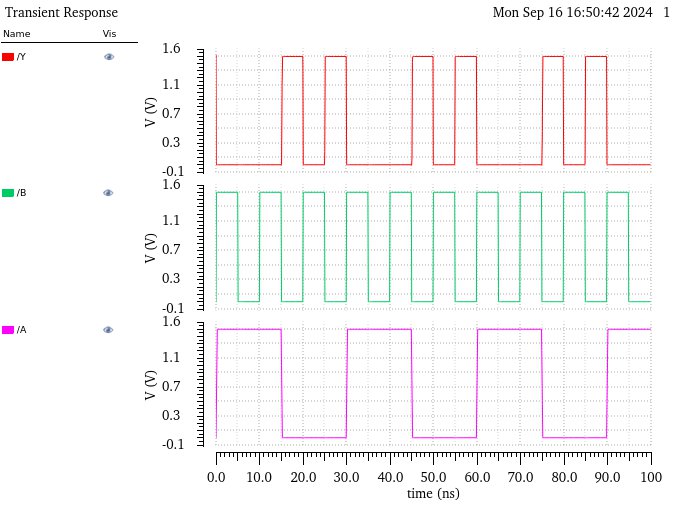 Transient Response
Mon Sep 16 16:50:42 2024 1
Name Vis
/Y
1.6
1.1
0.7
0.3
-0.1
V (V)
/B
1.6
1.1
0.7
0.3
-0.1
V (V)
/A
1.6
1.1
0.7
0.3
-0.1
V (V)
0.0 10.0 20.0 30.0 40.0 50.0 60.0 70.0 80.0 90.0 100
time (ns)